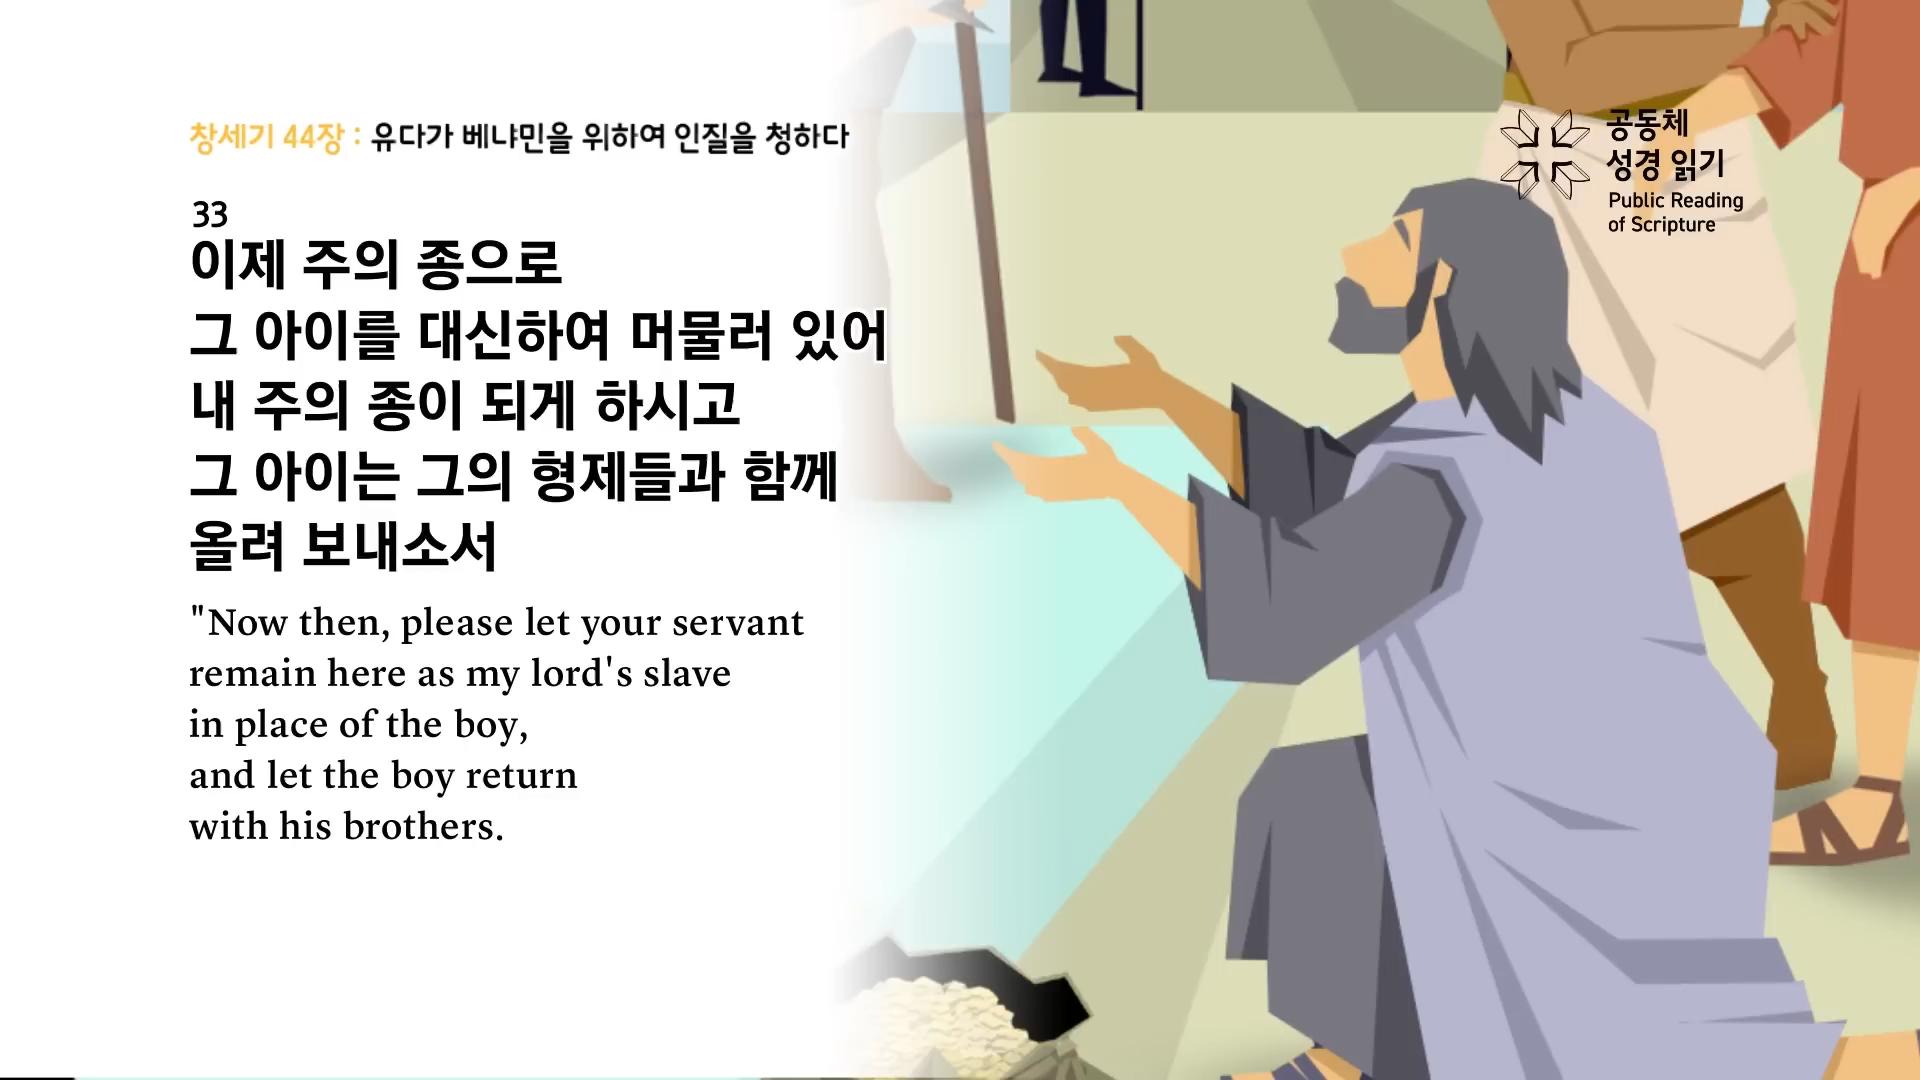 창세기 44장 : 유다가 베냐민을 위하여 인질을 청하다
공동체
성경 읽기
Public Reading
of Scripture
33
이제 주의 종으로
그 아이를 대신하여 머물러 있어
내 주의 종이 되게 하시고
그 아이는 그의 형제들과 함께
올려 보내소서
"Now then, please let your servant
remain here as my lord's slave
in place of the boy,
and let the boy return
with his brothers.